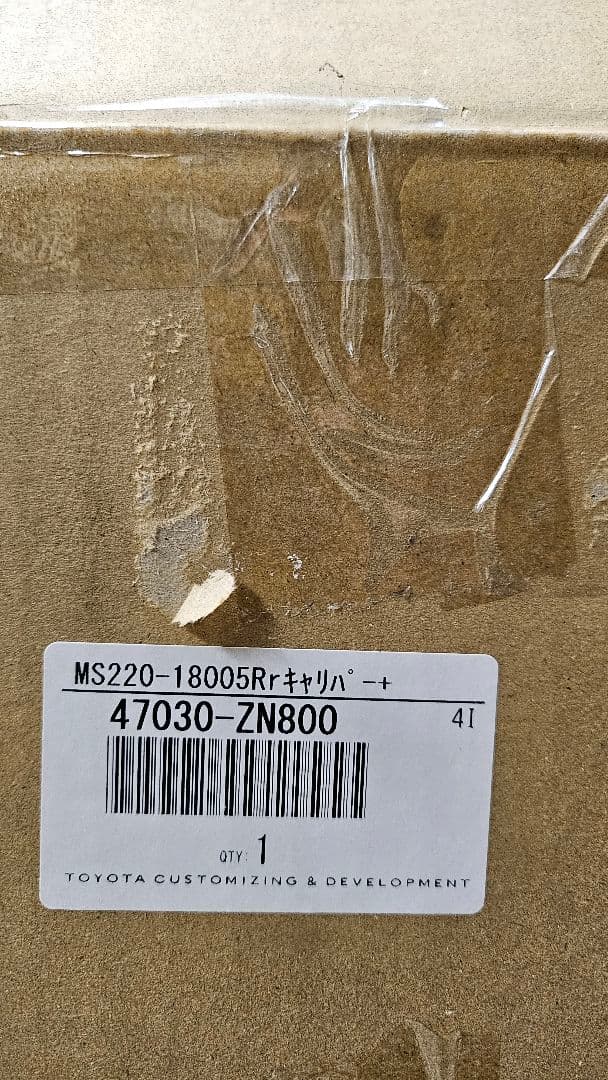 MS220-18005Rrｷｬﾘﾊﾟｰ+
47030-ZN800 4I
QTY: 1
TOYOTA CUSTOMIZING & DEVELOPMENT